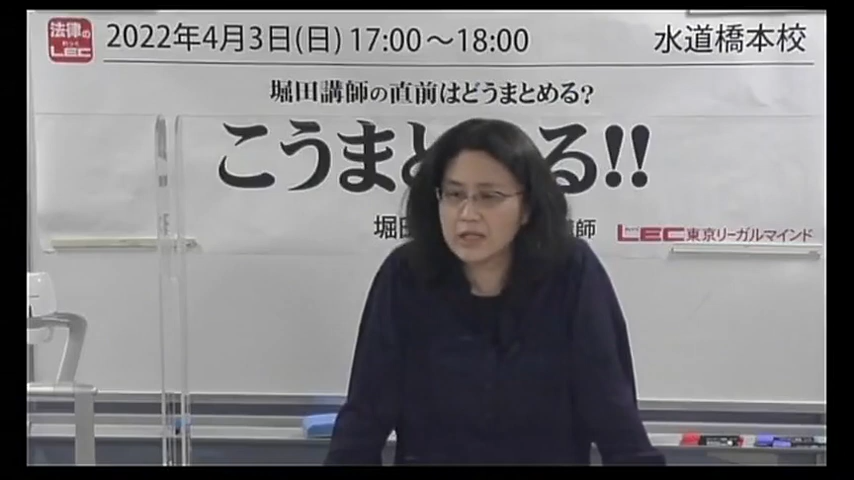 法律の LEC 2022年4月3日(日) 17:00～18:00 水道橋本校
堀田講師の直前はどうまとめる?
こうまと る!!
堀田 講師 LEC東京リーガルマインド